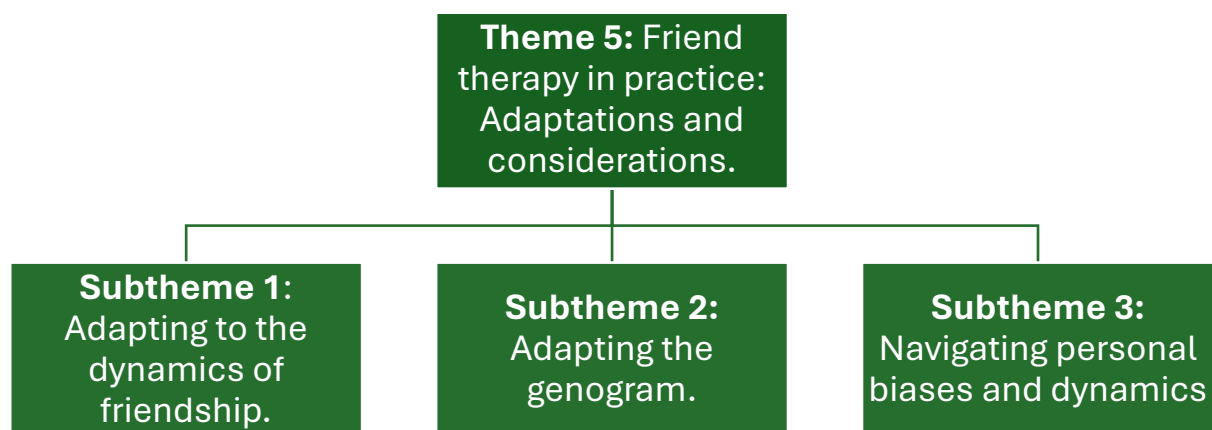 Theme 5: Friend
therapy in practice:
Adaptations and
considerations.
Subtheme 1:
Adapting to the
dynamics of
friendship.
Subtheme 2:
Adapting the
genogram.
Subtheme 3:
Navigating personal
biases and dynamics